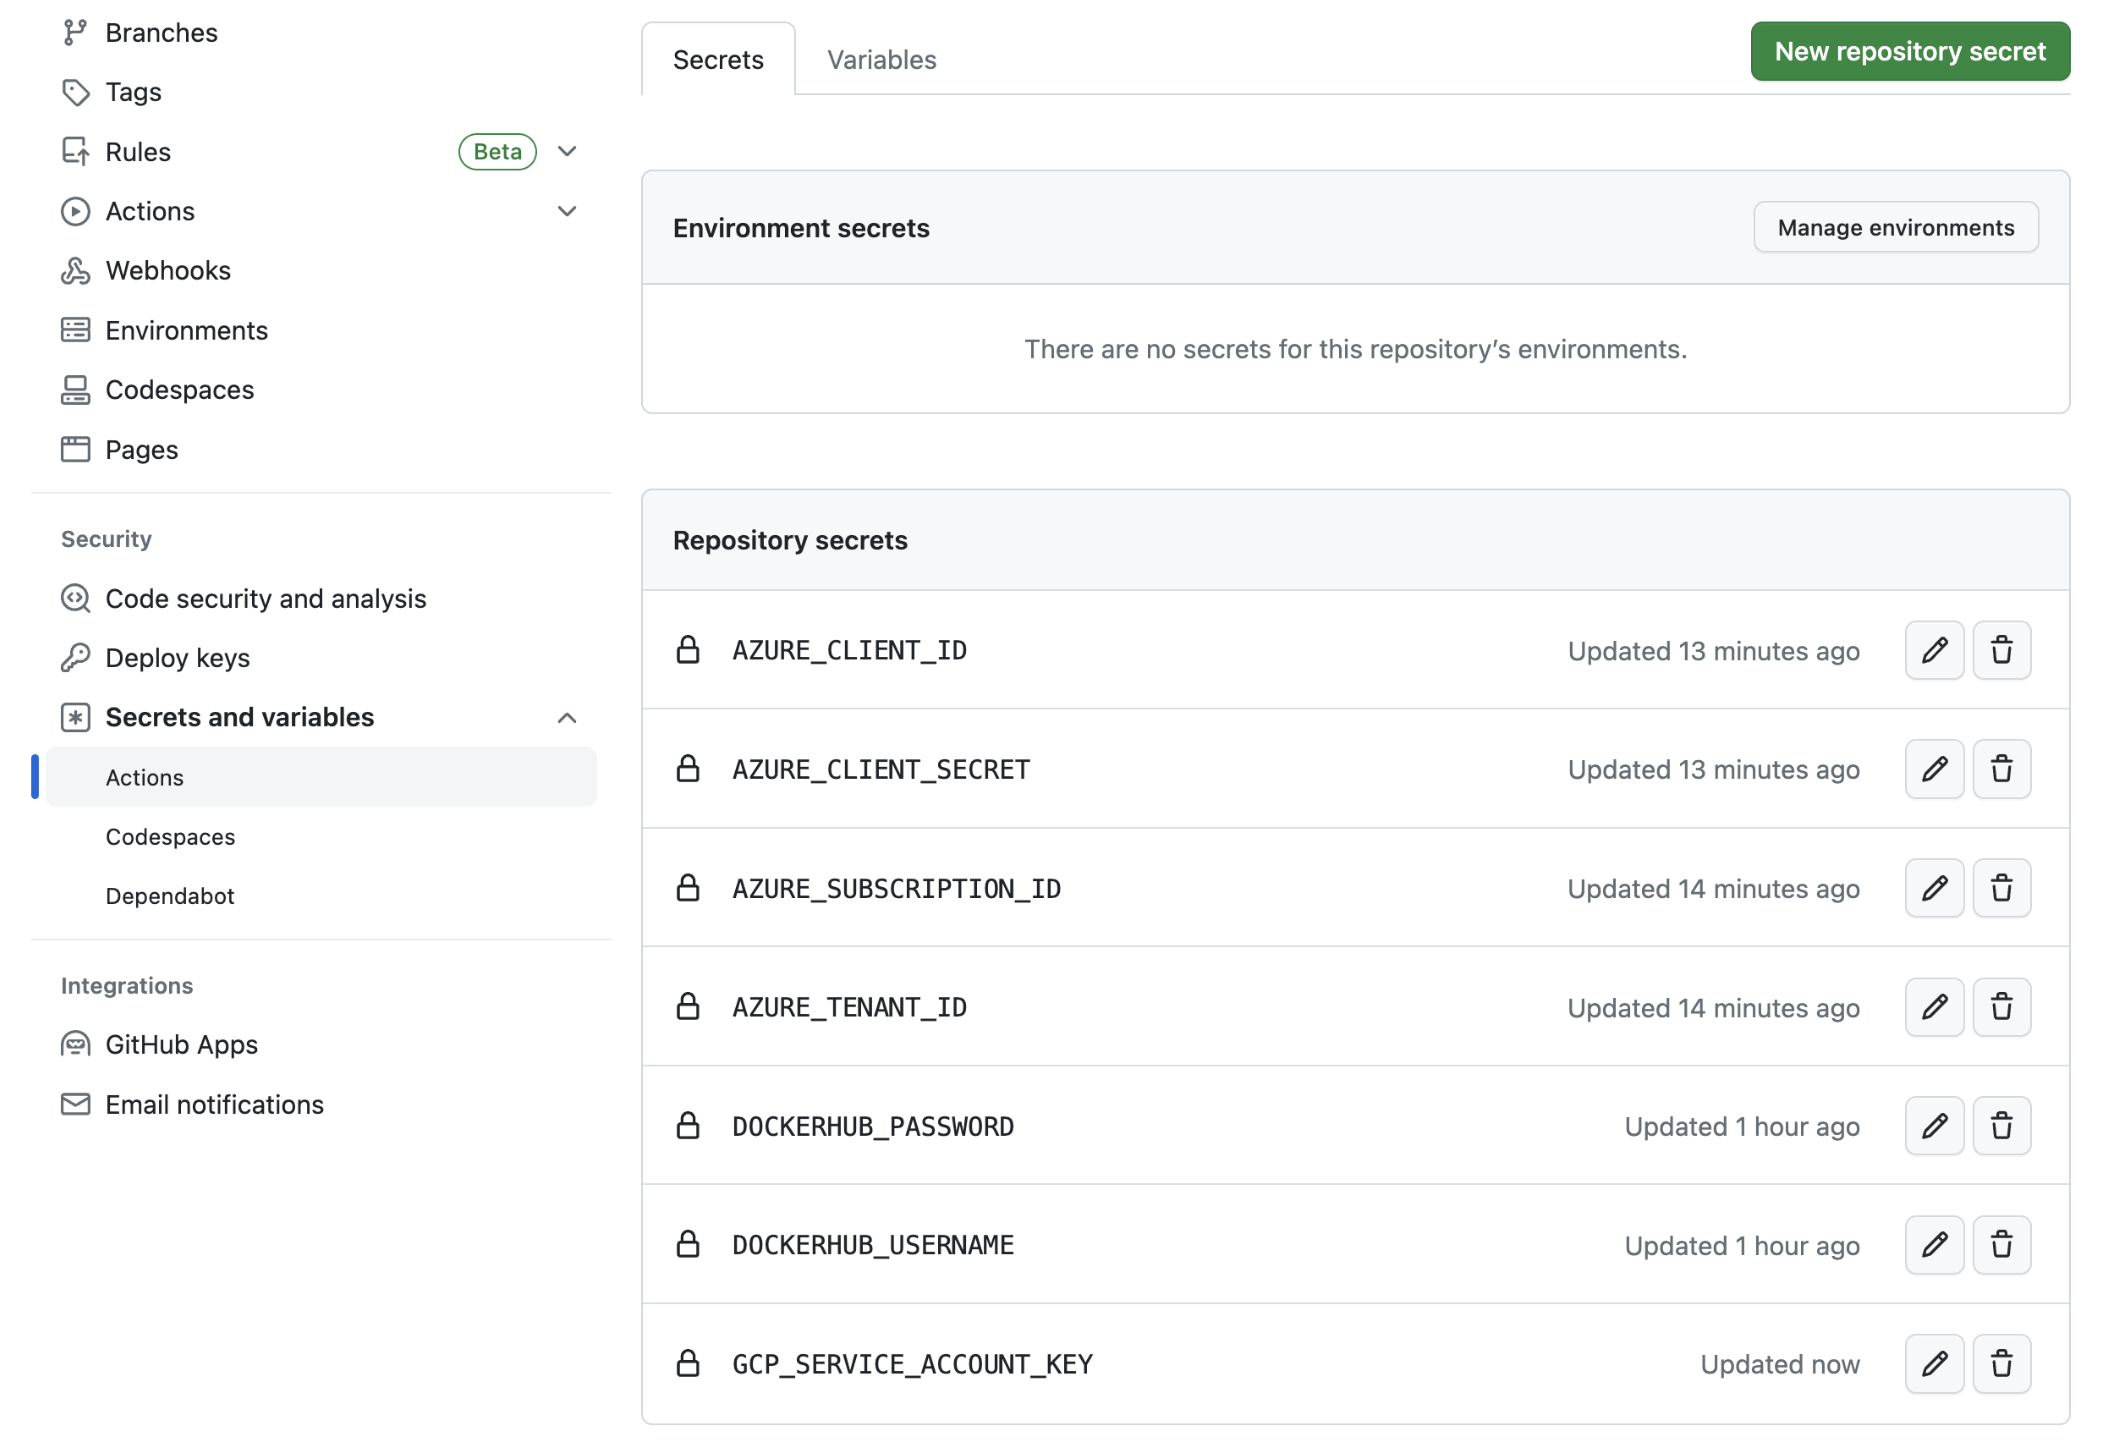 Branches
Tags
Rules Beta
Actions
Webhooks
Environments
Codespaces
Pages
Security
Code security and analysis
Deploy keys
Secrets and variables
Actions
Codespaces
Dependabot
Integrations
GitHub Apps
Email notifications
Secrets Variables New repository secret
Environment secrets Manage environments
There are no secrets for this repository’s environments.
Repository secrets
AZURE_CLIENT_ID Updated 13 minutes ago
AZURE_CLIENT_SECRET Updated 13 minutes ago
AZURE_SUBSCRIPTION_ID Updated 14 minutes ago
AZURE_TENANT_ID Updated 14 minutes ago
DOCKERHUB_PASSWORD Updated 1 hour ago
DOCKERHUB_USERNAME Updated 1 hour ago
GCP_SERVICE_ACCOUNT_KEY Updated now